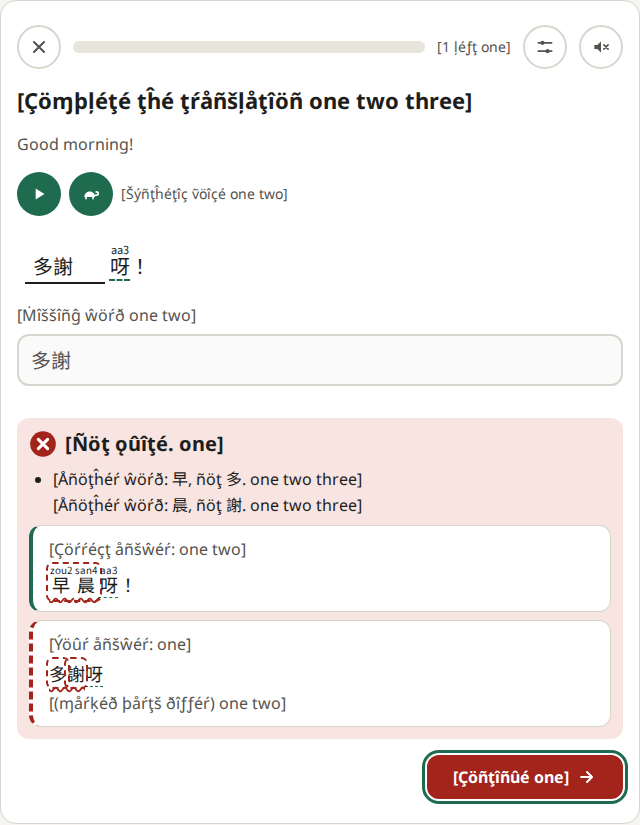 [1 ļéƒţ one]
[Çöɱþļéţé ţĥé ţŕåñšļåţîöñ one two three]
Good morning!
[Šýñţĥéţîç ṽöîçé one two]
aa3
多謝 呀！
[Ṁîššîñĝ ŵöŕð one two]
多謝
[Ñöţ ǫûîţé. one]
[Åñöţĥéŕ ŵöŕð: 早, ñöţ 多. one two three]
[Åñöţĥéŕ ŵöŕð: 晨, ñöţ 謝. one two three]
[Çöŕŕéçţ åñšŵéŕ: one two]
zou2 san4 aa3
早晨呀！
[Ýöûŕ åñšŵéŕ: one]
多謝呀
[(ɱåŕķéð þåŕţš ðîƒƒéŕ) one two]
[Çöñţîñûé one]